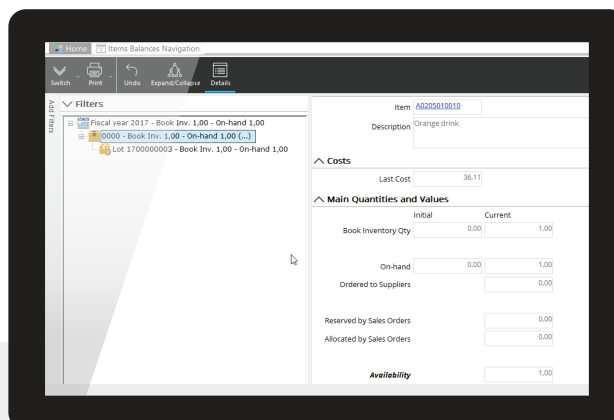 Home Items Balances Navigation
Switch Print Undo Expand/Collapse Details
Add Filters
Filters
Fiscal year 2017 - Book Inv. 1,00 - On-hand 1,00
0000 - Book Inv. 1,00 - On-hand 1,00 (...)
Lot 1700000003 - Book Inv. 1,00 - On-hand 1,00
Item A0205010010
Description Orange drink
Costs
Last Cost 36,11
Main Quantities and Values
Initial Current
Book Inventory Qty 0,00 1,00
On-hand 0,00 1,00
Ordered to Suppliers 0,00
Reserved by Sales Orders 0,00
Allocated by Sales Orders 0,00
Availability 1,00